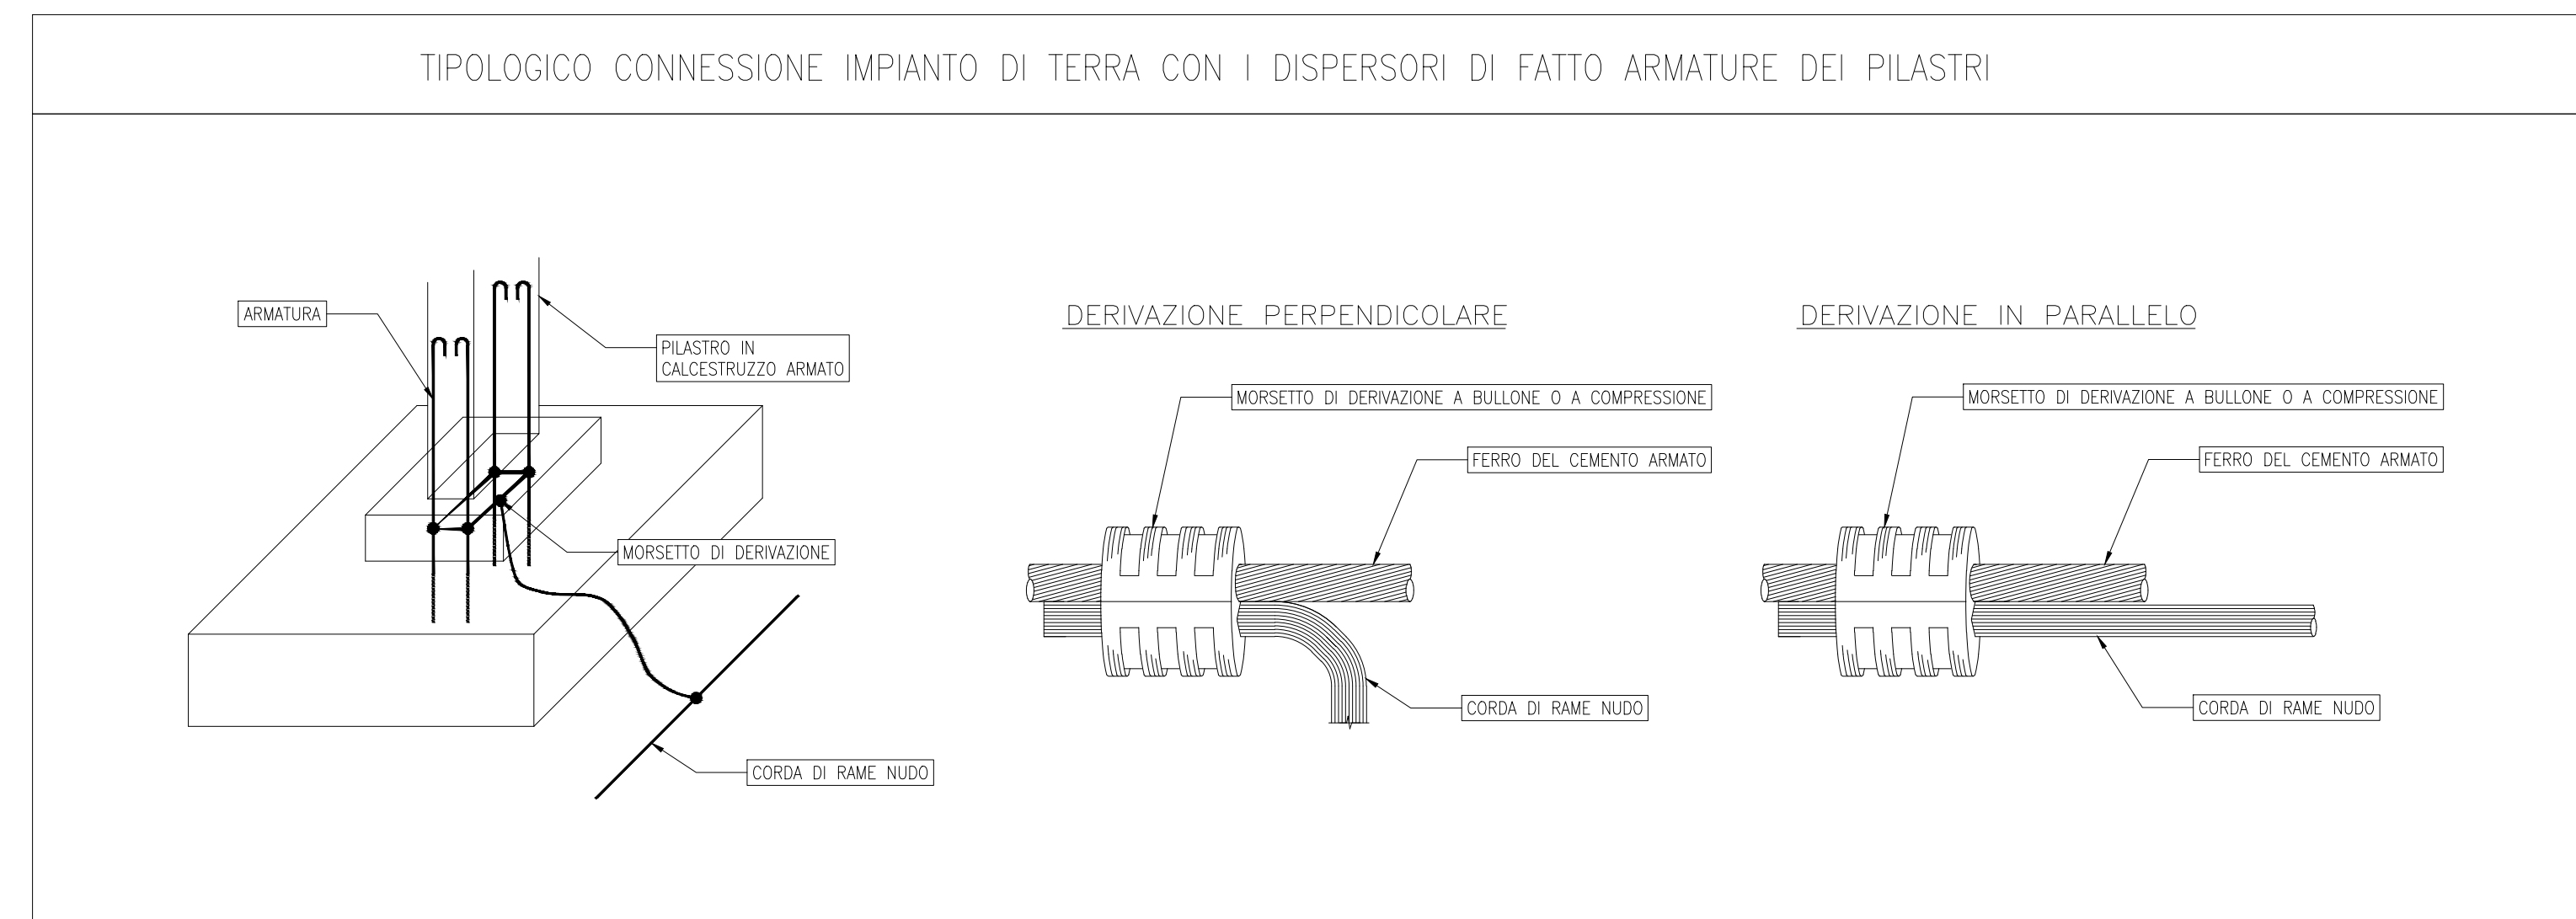 TIPOLOGICO CONNESSIONE IMPIANTO DI TERRA CON I DISPERSORI DI FATTO ARMATURE DEI PILASTRI
ARMATURA
PILASTRO IN
CALCESTRUZZO ARMATO
MORSETTO DI DERIVAZIONE
CORDA DI RAME NUDO
DERIVAZIONE PERPENDICOLARE
MORSETTO DI DERIVAZIONE A BULLONE O A COMPRESSIONE
FERRO DEL CEMENTO ARMATO
CORDA DI RAME NUDO
DERIVAZIONE IN PARALLELO
MORSETTO DI DERIVAZIONE A BULLONE O A COMPRESSIONE
FERRO DEL CEMENTO ARMATO
CORDA DI RAME NUDO